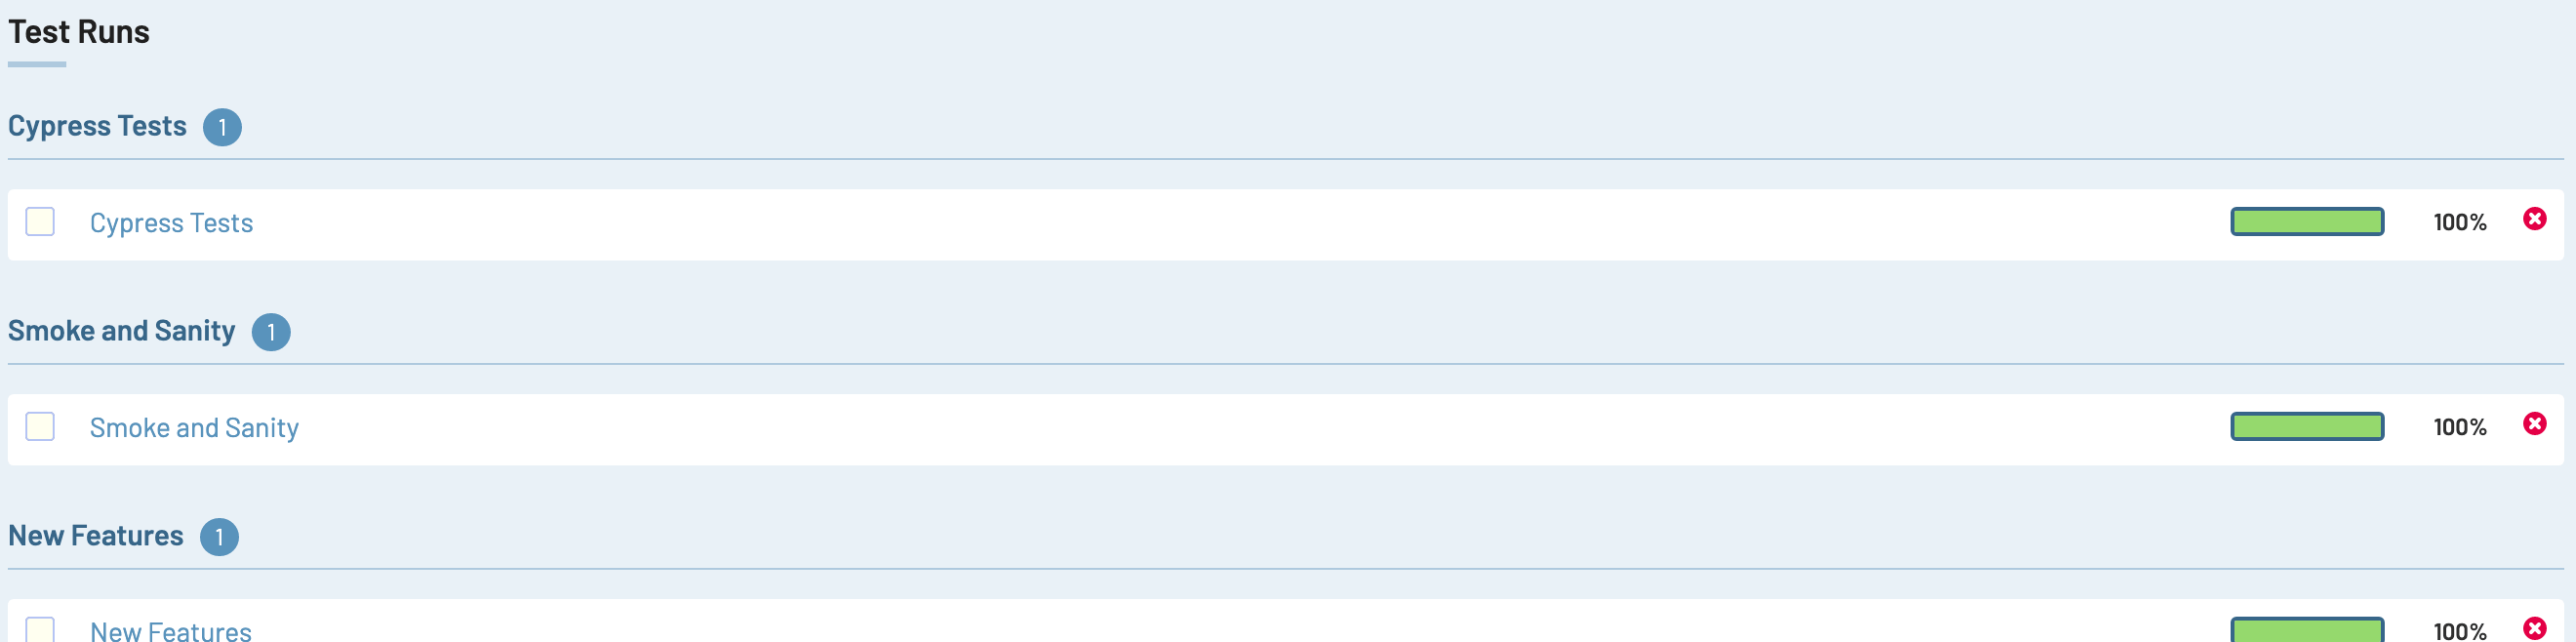 Test Runs
Cypress Tests 1
Cypress Tests 100%
Smoke and Sanity 1
Smoke and Sanity 100%
New Features 1
New Features 100%